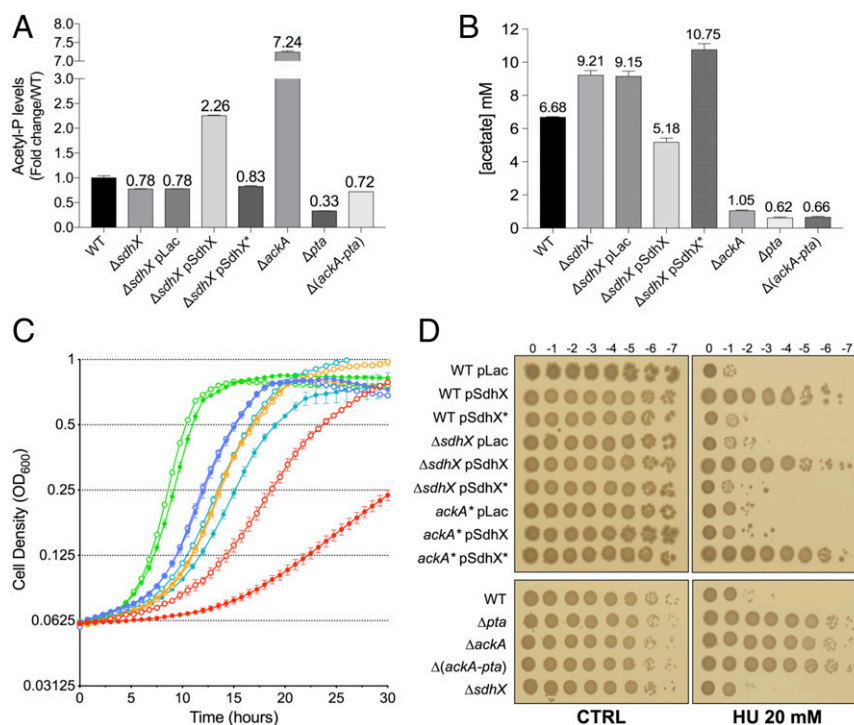 A
Acetyl-P levels
(Fold change/WT)
8.0
7.5
7.0
2.0
1.5
1.0
0.5
0.0
1.0
0.78
0.78
2.26
0.83
7.24
0.33
0.72
WT
ΔsdhX
ΔsdhX pLac
ΔsdhX pSdhX
ΔsdhX pSdhX*
ΔackA
Δpta
Δ(ackA-pta)
B
[acetate] mM
12
10
8
6
4
2
0
6.68
9.21
9.15
5.18
10.75
1.05
0.62
0.66
WT
ΔsdhX
ΔsdhX pLac
ΔsdhX pSdhX
ΔsdhX pSdhX*
ΔackA
Δpta
Δ(ackA-pta)
C
Cell Density (OD600)
1
0.5
0.25
0.125
0.0625
0.03125
0 5 10 15 20 25 30
Time (hours)
D
0 -1 -2 -3 -4 -5 -6 -7 0 -1 -2 -3 -4 -5 -6 -7
WT pLac
WT pSdhX
WT pSdhX*
ΔsdhX pLac
ΔsdhX pSdhX
ΔsdhX pSdhX*
ackA* pLac
ackA* pSdhX
ackA* pSdhX*
WT
Δpta
ΔackA
Δ(ackA-pta)
ΔsdhX
CTRL HU 20 mM